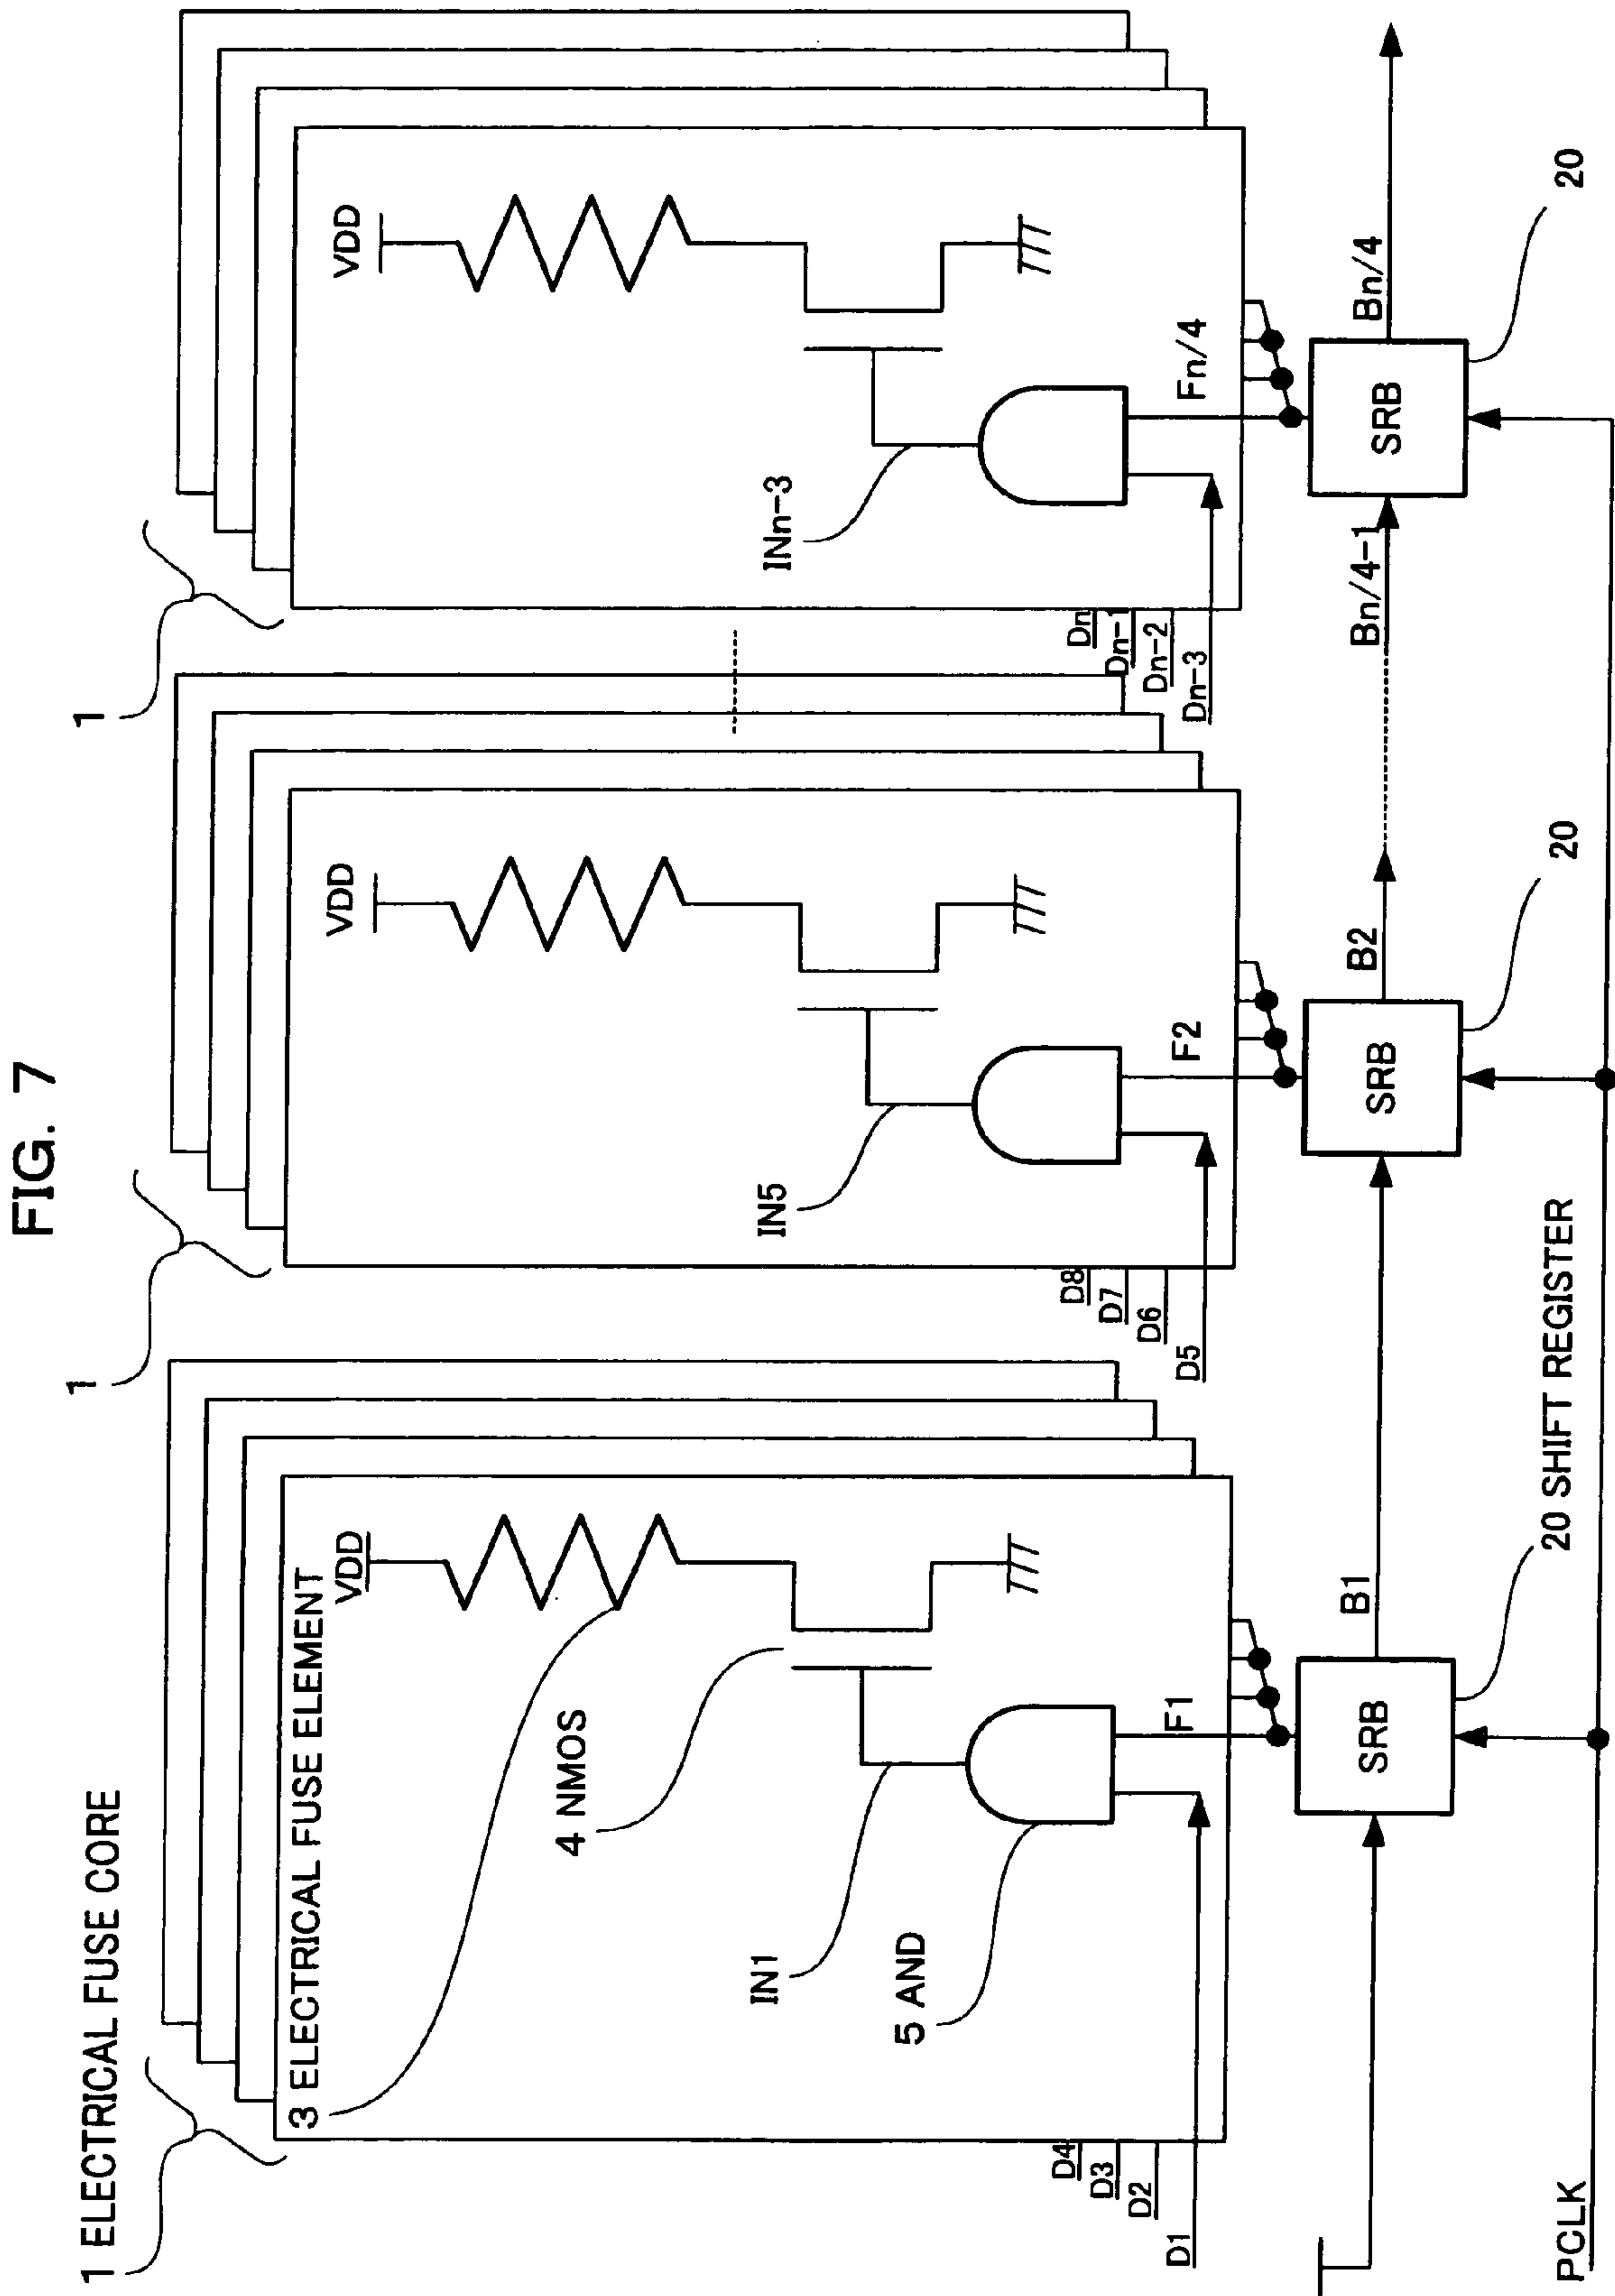 FIG. 7
1 ELECTRICAL FUSE CORE
1
1
3 ELECTRICAL FUSE ELEMENT
VDD
VDD
VDD
4 NMOS
IN1
IN5
INn-3
5 AND
D4
D3
D2
D1
F1
D8
D7
D6
D5
F2
Dn
Dn-1
Dn-2
Dn-3
Fn/4
SRB
B1
SRB
B2
Bn/4-1
SRB
Bn/4
20 SHIFT REGISTER
20
20
PCLK